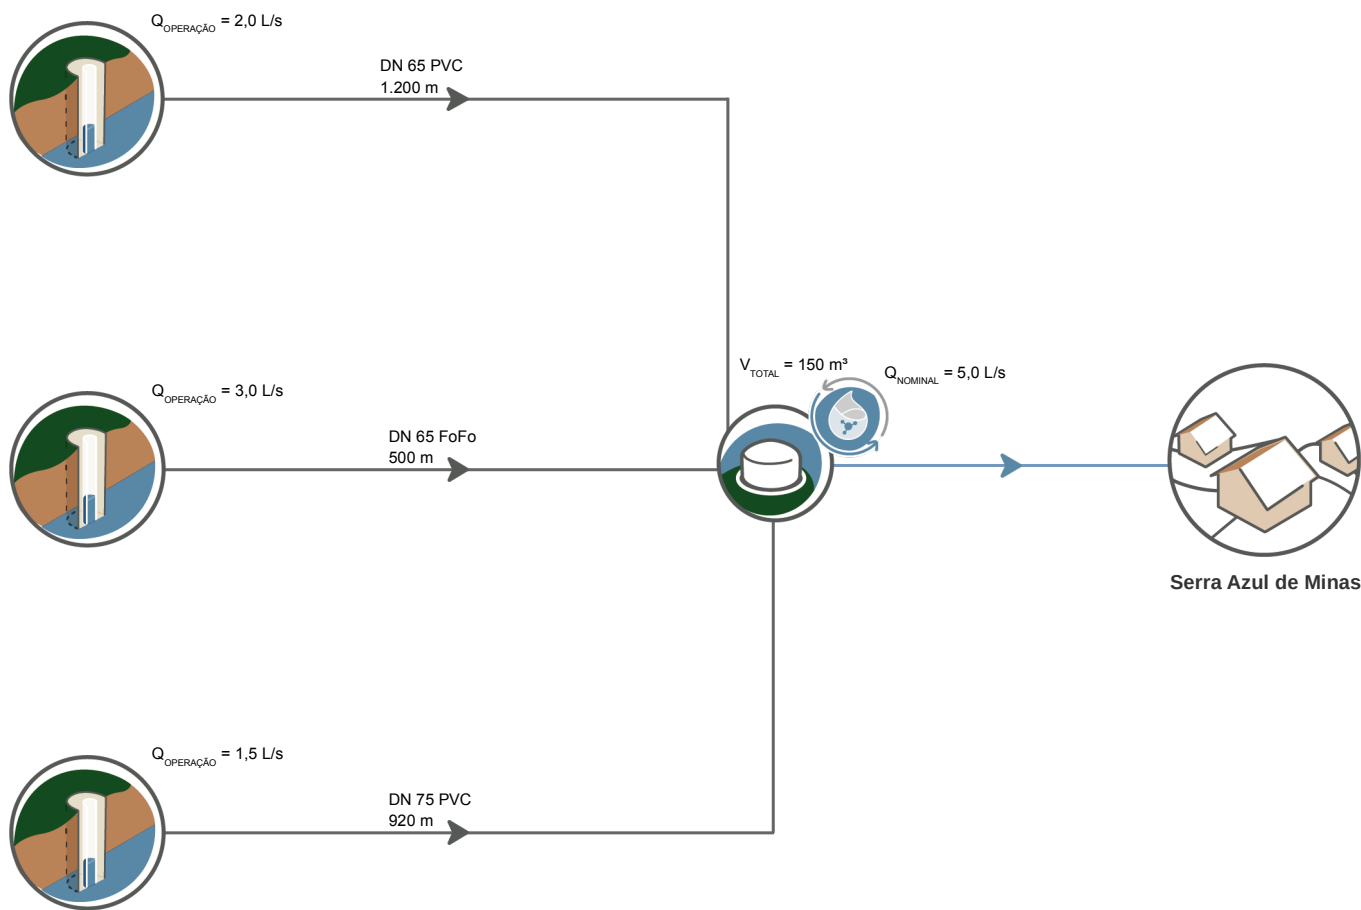 QOPERAÇÃO = 2,0 L/s
DN 65 PVC
1.200 m
VTOTAL = 150 m³
QNOMINAL = 5,0 L/s
QOPERAÇÃO = 3,0 L/s
DN 65 FoFo
500 m
Serra Azul de Minas
QOPERAÇÃO = 1,5 L/s
DN 75 PVC
920 m